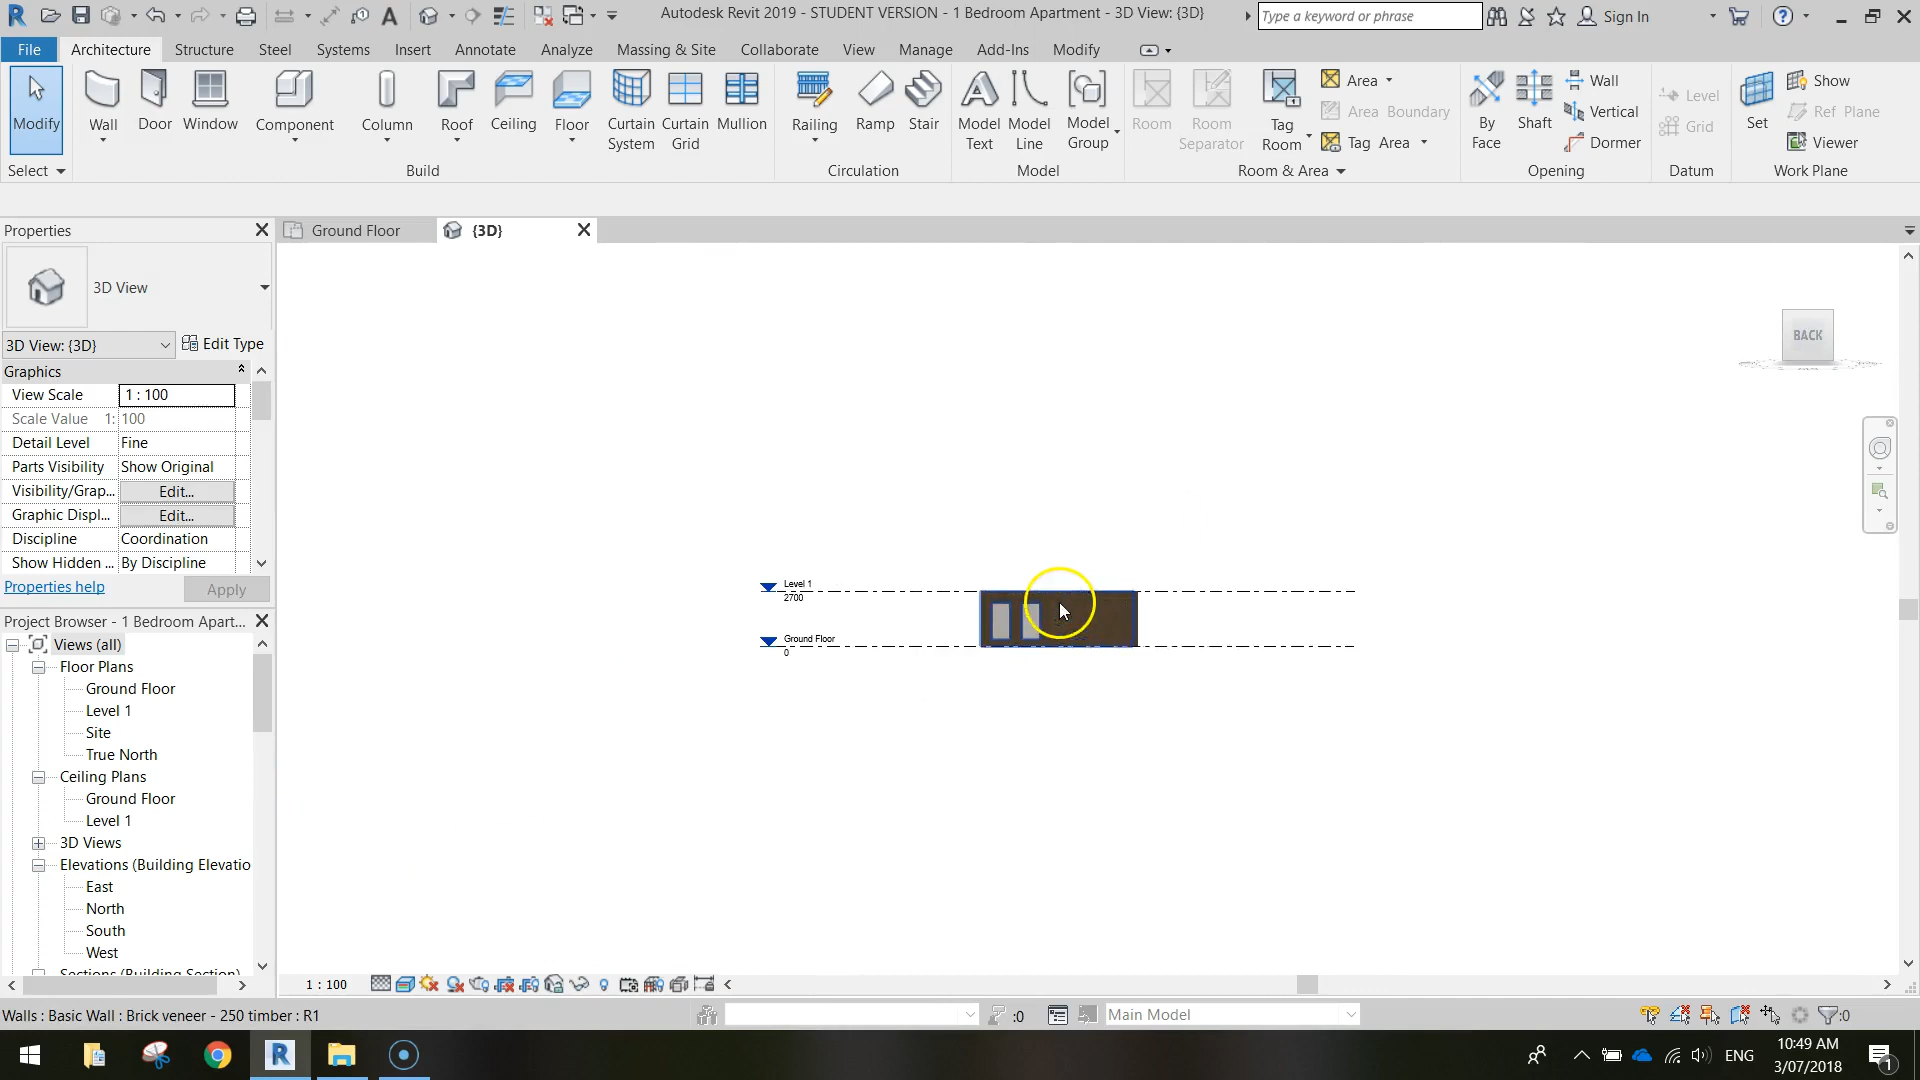 Autodesk Revit 2019 - STUDENT VERSION - 1 Bedroom Apartment - 3D View: {3D}
Type a keyword or phrase
Sign In
File Architecture Structure Steel Systems Insert Annotate Analyze Massing & Site Collaborate View Manage Add-Ins Modify
Modify Wall Door Window Component Column Roof Ceiling Floor Curtain System Curtain Grid Mullion Railing Ramp Stair Model Text Model Line Model Group Room Room Separator Tag Room
Area
Area Boundary
Tag Area
By Face Shaft
Wall
Vertical
Dormer
Level
Grid
Set
Show
Ref Plane
Viewer
Select Build Circulation Model Room & Area Opening Datum Work Plane
Properties
Ground Floor
{3D}
3D View
3D View: {3D} Edit Type
Graphics
View Scale 1 : 100
Scale Value 1: 100
Detail Level Fine
Parts Visibility Show Original
Visibility/Grap... Edit...
Graphic Displ... Edit...
Discipline Coordination
Show Hidden ... By Discipline
Properties help Apply
Project Browser - 1 Bedroom Apart...
Views (all)
Floor Plans
Ground Floor
Level 1
Site
True North
Ceiling Plans
Ground Floor
Level 1
3D Views
Elevations (Building Elevatio
East
North
South
West
Sections (Building Section)
BACK
Level 1
2700
Ground Floor
0
1 : 100
Walls : Basic Wall : Brick veneer - 250 timber : R1
:0
Main Model
:0
ENG
10:49 AM
3/07/2018
1